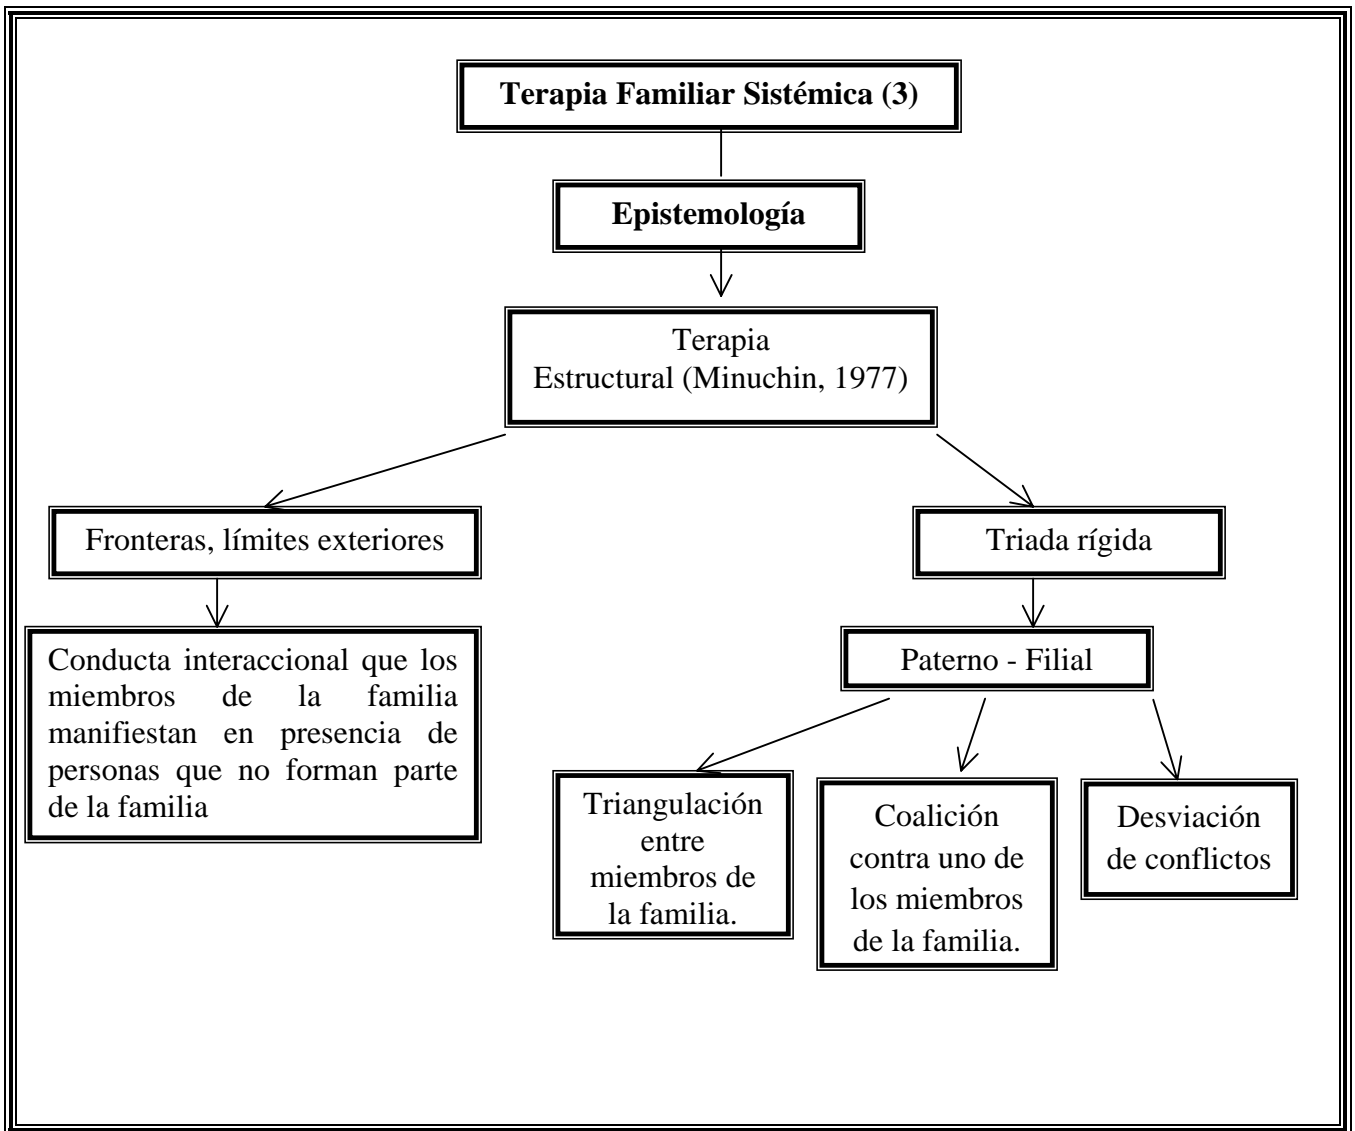 Terapia Familiar Sistémica (3)
Epistemología
Terapia
Estructural (Minuchin, 1977)
Fronteras, límites exteriores
Triada rígida
Conducta interaccional que los
miembros de la familia
manifiestan en presencia de
personas que no forman parte
de la familia
Paterno - Filial
Triangulación
entre
miembros de
la familia.
Coalición
contra uno de
los miembros
de la familia.
Desviación
de conflictos